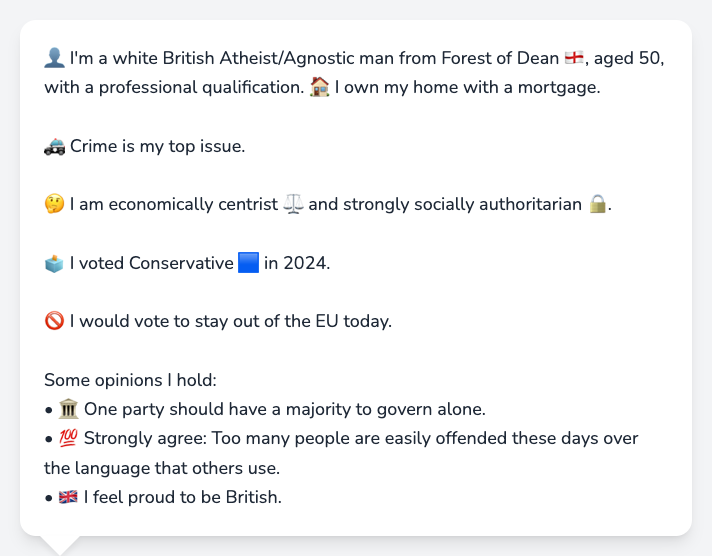 👤 I'm a white British Atheist/Agnostic man from Forest of Dean 🏴󠁧󠁢󠁥󠁮󠁧󠁿, aged 50,
with a professional qualification. 🏠 I own my home with a mortgage.
🚓 Crime is my top issue.
🤔 I am economically centrist ⚖️ and strongly socially authoritarian 🔒.
🗳️ I voted Conservative 🟦 in 2024.
🚫 I would vote to stay out of the EU today.
Some opinions I hold:
• 🏛️ One party should have a majority to govern alone.
• 💯 Strongly agree: Too many people are easily offended these days over
the language that others use.
• 🇬🇧 I feel proud to be British.